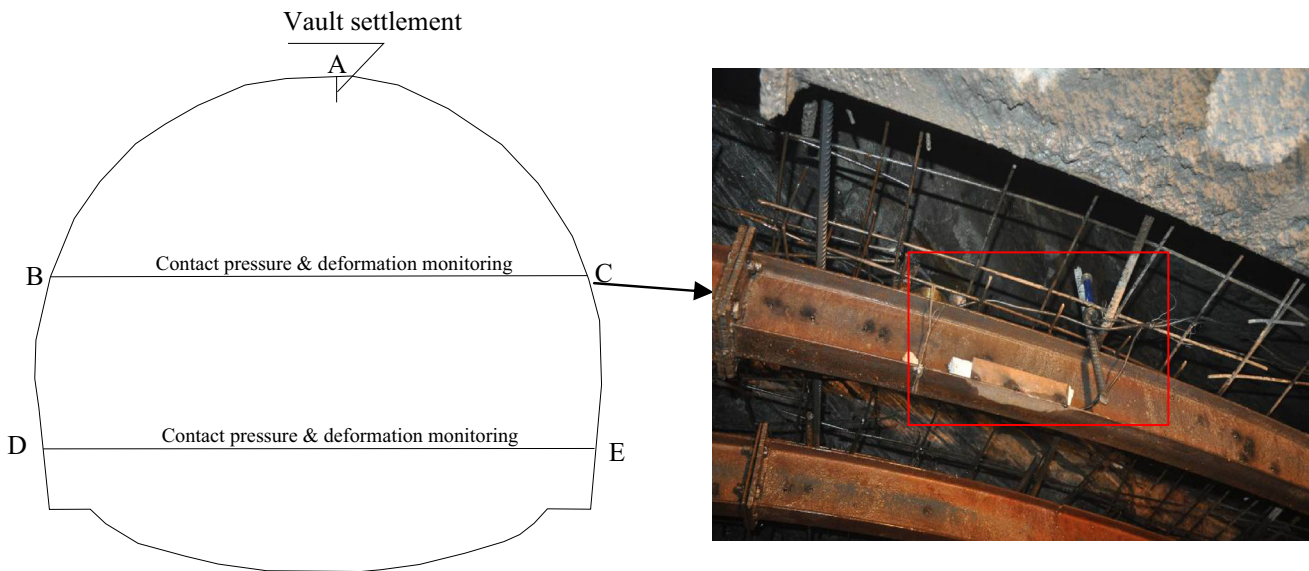 Vault settlement
A
B
Contact pressure & deformation monitoring
C
D
Contact pressure & deformation monitoring
E